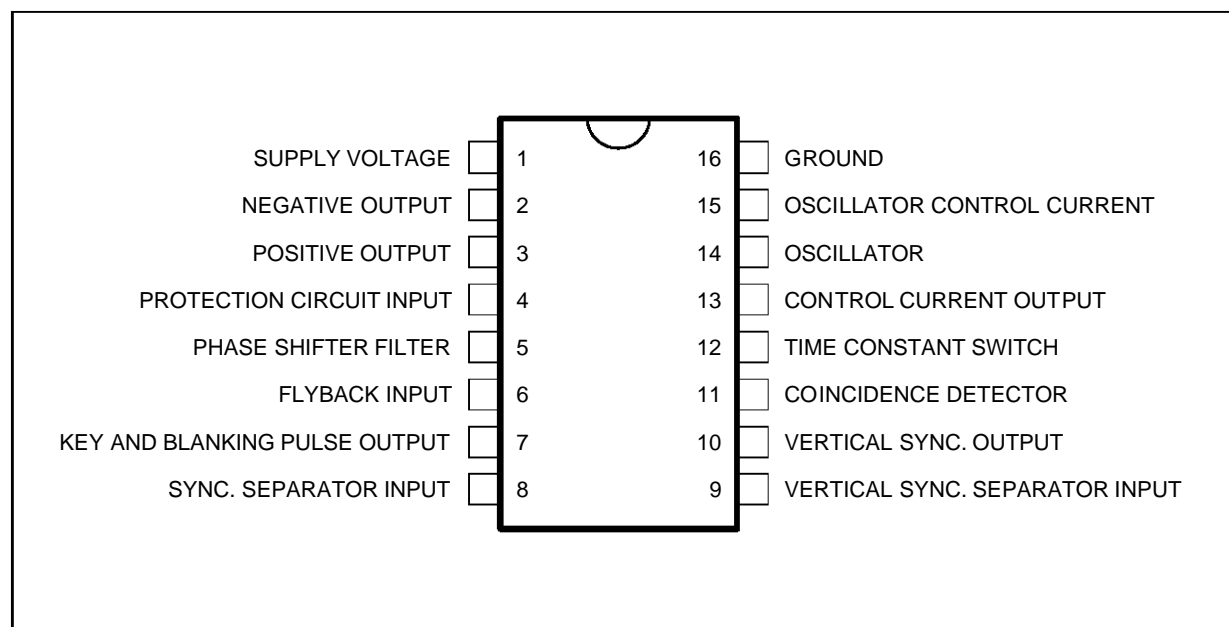 SUPPLY VOLTAGE 1 16 GROUND
NEGATIVE OUTPUT 2 15 OSCILLATOR CONTROL CURRENT
POSITIVE OUTPUT 3 14 OSCILLATOR
PROTECTION CIRCUIT INPUT 4 13 CONTROL CURRENT OUTPUT
PHASE SHIFTER FILTER 5 12 TIME CONSTANT SWITCH
FLYBACK INPUT 6 11 COINCIDENCE DETECTOR
KEY AND BLANKING PULSE OUTPUT 7 10 VERTICAL SYNC. OUTPUT
SYNC. SEPARATOR INPUT 8 9 VERTICAL SYNC. SEPARATOR INPUT